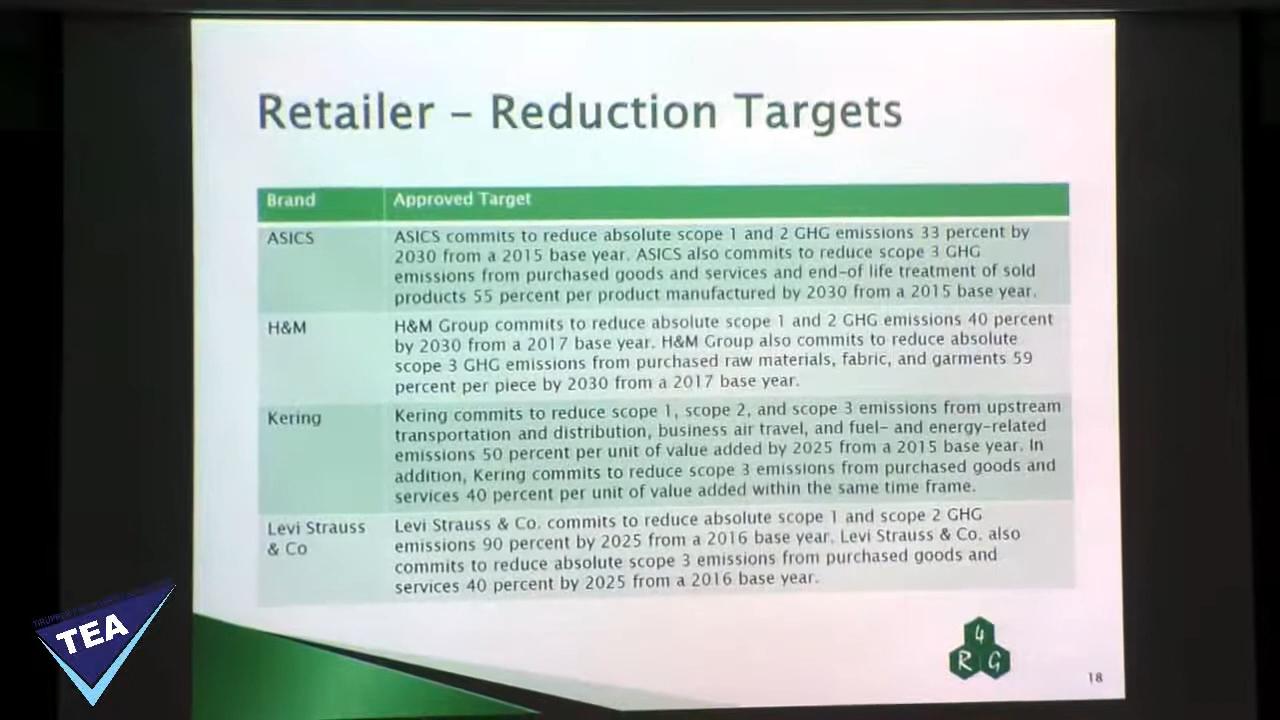 Retailer – Reduction Targets
Brand
Approved Target
ASICS
ASICS commits to reduce absolute scope 1 and 2 GHG emissions 33 percent by
2030 from a 2015 base year. ASICS also commits to reduce scope 3 GHG
emissions from purchased goods and services and end-of life treatment of sold
products 55 percent per product manufactured by 2030 from a 2015 base year.
H&M
H&M Group commits to reduce absolute scope 1 and 2 GHG emissions 40 percent
by 2030 from a 2017 base year. H&M Group also commits to reduce absolute
scope 3 GHG emissions from purchased raw materials, fabric, and garments 59
percent per piece by 2030 from a 2017 base year.
Kering
Kering commits to reduce scope 1, scope 2, and scope 3 emissions from upstream
transportation and distribution, business air travel, and fuel- and energy-related
emissions 50 percent per unit of value added by 2025 from a 2015 base year. In
addition, Kering commits to reduce scope 3 emissions from purchased goods and
services 40 percent per unit of value added within the same time frame.
Levi Strauss
& Co
Levi Strauss & Co. commits to reduce absolute scope 1 and scope 2 GHG
emissions 90 percent by 2025 from a 2016 base year. Levi Strauss & Co. also
commits to reduce absolute scope 3 emissions from purchased goods and
services 40 percent by 2025 from a 2016 base year.
TEA
4
R G
18